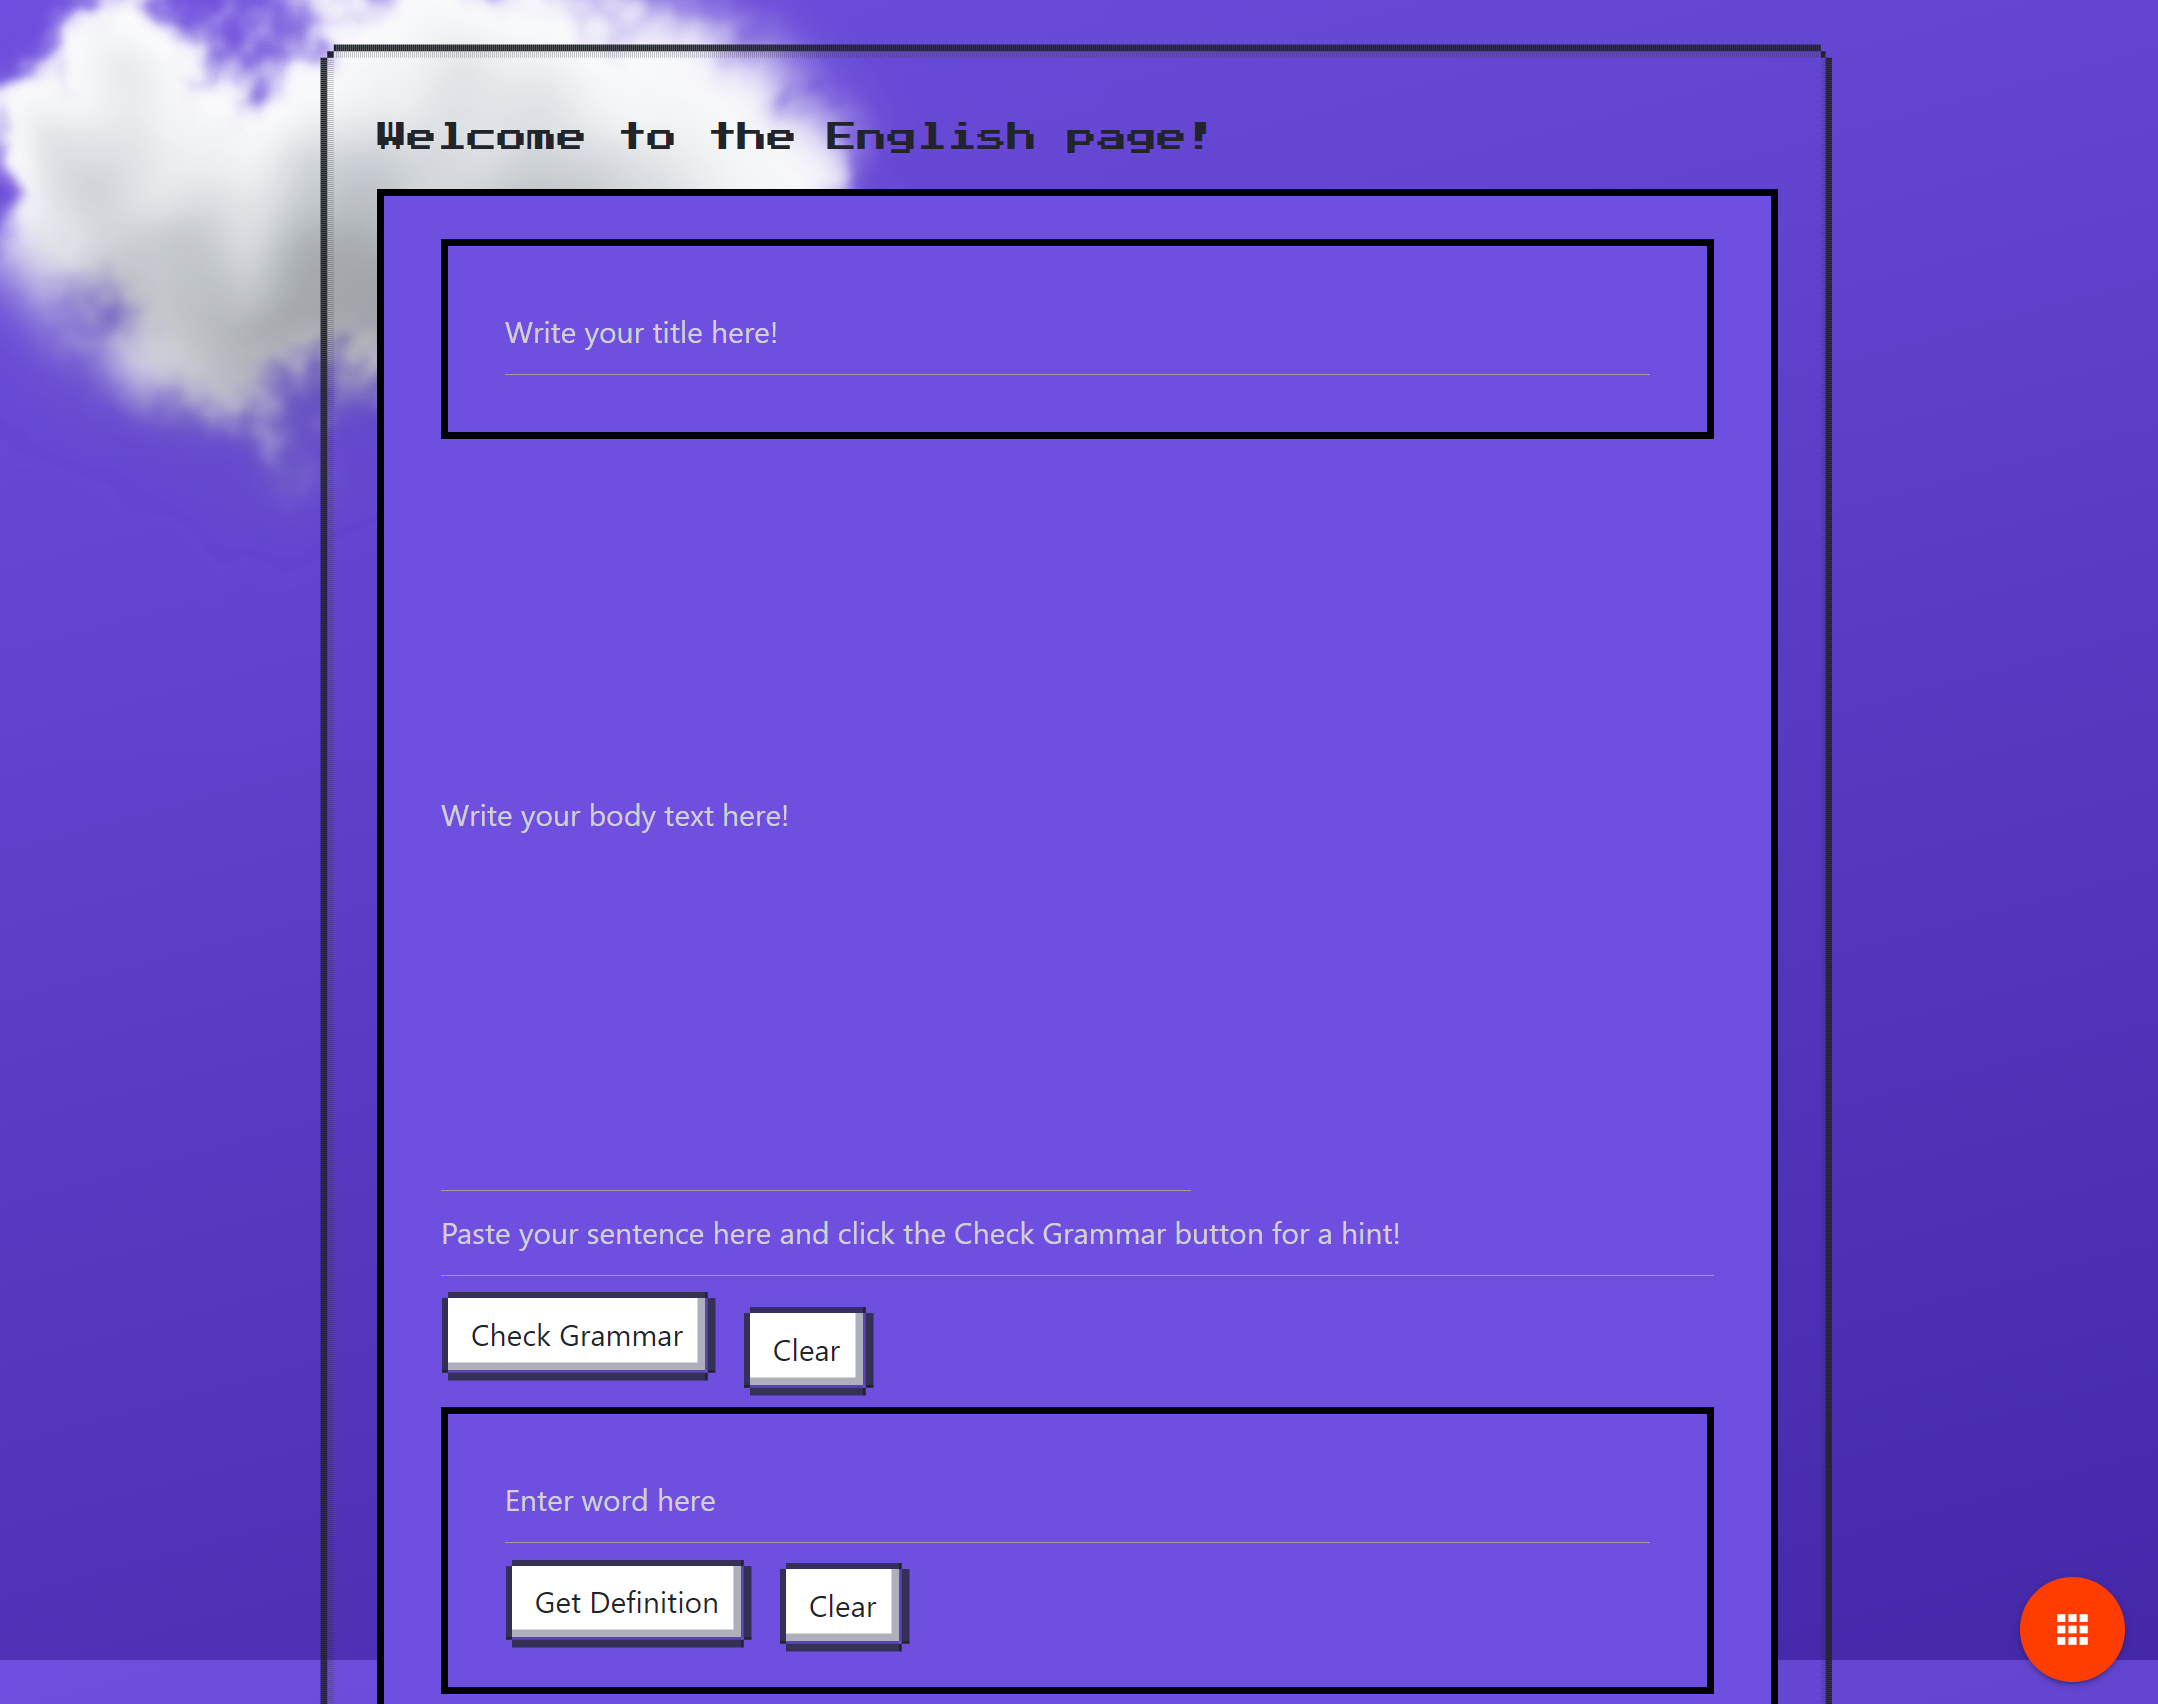 Welcome to the English page!
Write your title here!
Write your body text here!
Paste your sentence here and click the Check Grammar button for a hint!
Check Grammar
Clear
Enter word here
Get Definition
Clear